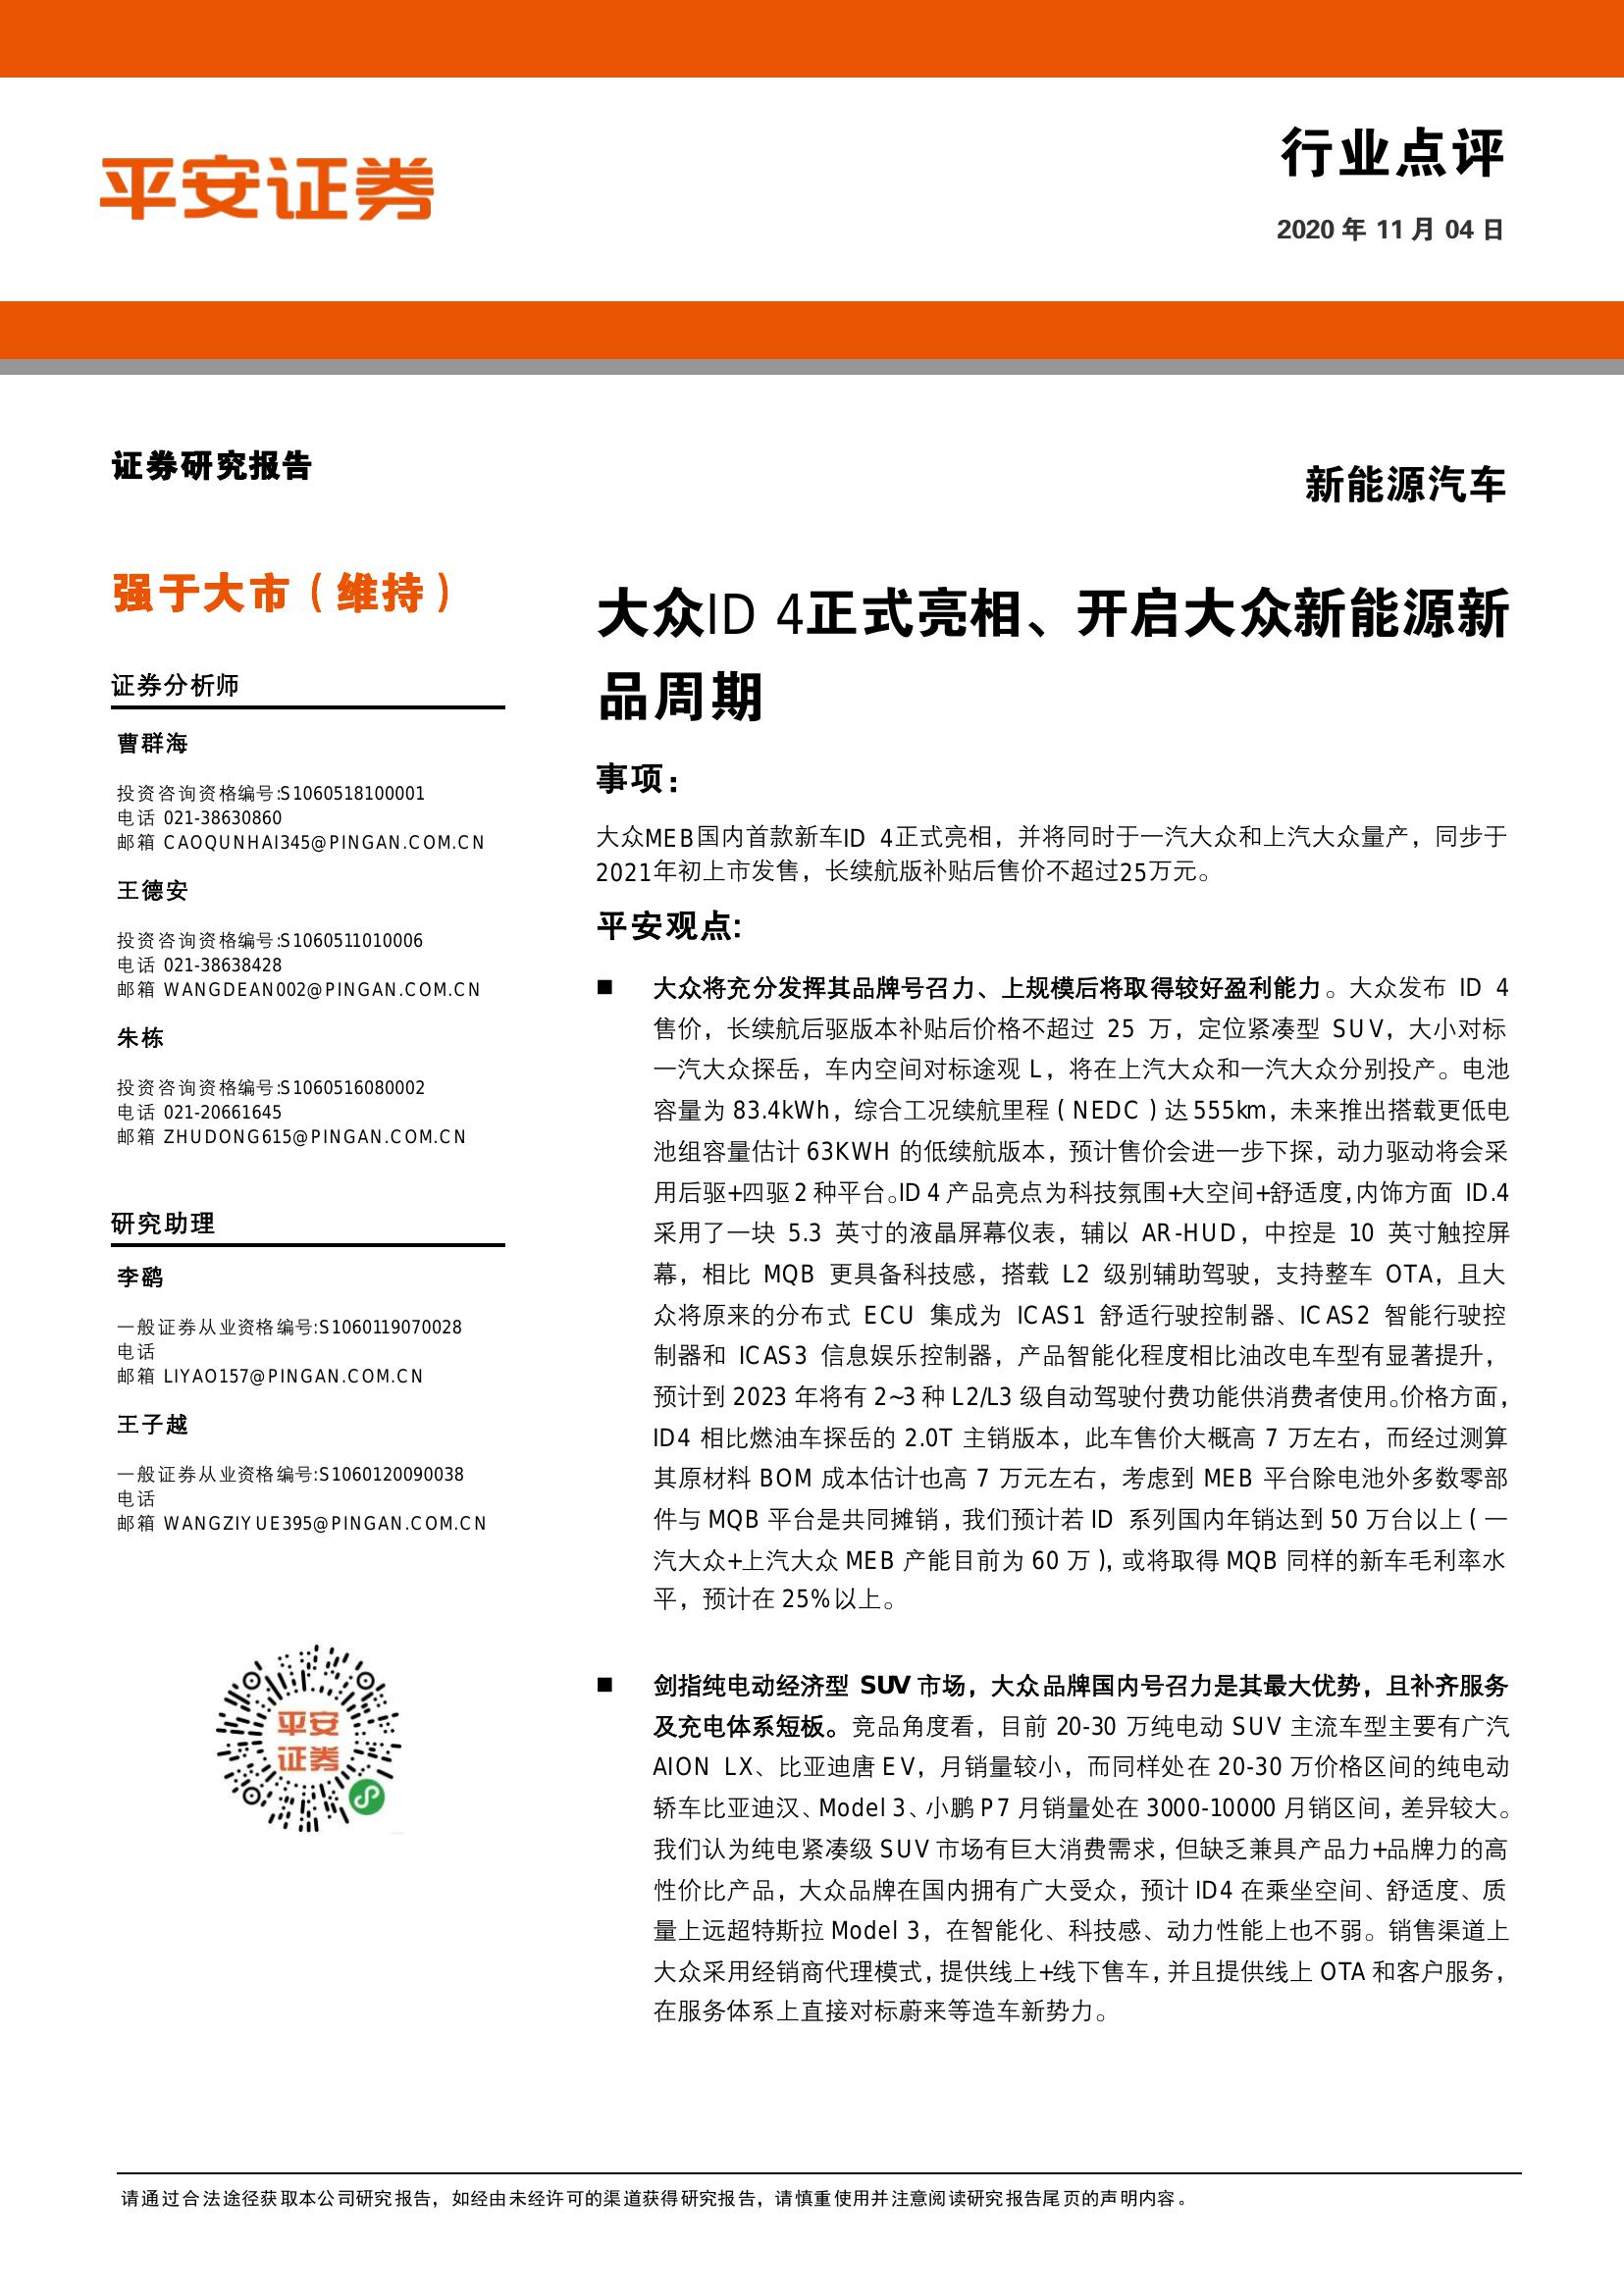 平安证券
行业点评
2020 年 11 月 04 日
证券研究报告
新能源汽车
强于大市（维持）
证券分析师
曹群海
投资咨询资格编号:S1060518100001
电话 021-38630860
邮箱 CAOQUNHAI345@PINGAN.COM.CN
王德安
投资咨询资格编号:S1060511010006
电话 021-38638428
邮箱 WANGDEAN002@PINGAN.COM.CN
朱栋
投资咨询资格编号:S1060516080002
电话 021-20661645
邮箱 ZHUDONG615@PINGAN.COM.CN
研究助理
李鹞
一般证券从业资格编号:S1060119070028
电话
邮箱 LIYAO157@PINGAN.COM.CN
王子越
一般证券从业资格编号:S1060120090038
电话
邮箱 WANGZIYUE395@PINGAN.COM.CN
平安
证券
大众ID 4正式亮相、开启大众新能源新
品周期
事项：
大众MEB国内首款新车ID 4正式亮相，并将同时于一汽大众和上汽大众量产，同步于
2021年初上市发售，长续航版补贴后售价不超过25万元。
平安观点:
■ 大众将充分发挥其品牌号召力、上规模后将取得较好盈利能力。大众发布 ID 4
售价，长续航后驱版本补贴后价格不超过 25 万，定位紧凑型 SUV，大小对标
一汽大众探岳，车内空间对标途观 L，将在上汽大众和一汽大众分别投产。电池
容量为 83.4kWh，综合工况续航里程（NEDC）达 555km，未来推出搭载更低电
池组容量估计 63KWH 的低续航版本，预计售价会进一步下探，动力驱动将会采
用后驱+四驱 2 种平台。ID 4 产品亮点为科技氛围+大空间+舒适度，内饰方面 ID.4
采用了一块 5.3 英寸的液晶屏幕仪表，辅以 AR-HUD，中控是 10 英寸触控屏
幕，相比 MQB 更具备科技感，搭载 L2 级别辅助驾驶，支持整车 OTA，且大
众将原来的分布式 ECU 集成为 ICAS1 舒适行驶控制器、ICAS2 智能行驶控
制器和 ICAS3 信息娱乐控制器，产品智能化程度相比油改电车型有显著提升，
预计到 2023 年将有 2~3 种 L2/L3 级自动驾驶付费功能供消费者使用。价格方面，
ID4 相比燃油车探岳的 2.0T 主销版本，此车售价大概高 7 万左右，而经过测算
其原材料 BOM 成本估计也高 7 万元左右，考虑到 MEB 平台除电池外多数零部
件与 MQB 平台是共同摊销，我们预计若 ID 系列国内年销达到 50 万台以上（一
汽大众+上汽大众 MEB 产能目前为 60 万），或将取得 MQB 同样的新车毛利率水
平，预计在 25%以上。
■ 剑指纯电动经济型 SUV 市场，大众品牌国内号召力是其最大优势，且补齐服务
及充电体系短板。竞品角度看，目前 20-30 万纯电动 SUV 主流车型主要有广汽
AION LX、比亚迪唐 EV，月销量较小，而同样处在 20-30 万价格区间的纯电动
轿车比亚迪汉、Model 3、小鹏 P7 月销量处在 3000-10000 月销区间，差异较大。
我们认为纯电紧凑级 SUV 市场有巨大消费需求，但缺乏兼具产品力+品牌力的高
性价比产品，大众品牌在国内拥有广大受众，预计 ID4 在乘坐空间、舒适度、质
量上远超特斯拉 Model 3，在智能化、科技感、动力性能上也不弱。销售渠道上
大众采用经销商代理模式，提供线上+线下售车，并且提供线上 OTA 和客户服务，
在服务体系上直接对标蔚来等造车新势力。
请通过合法途径获取本公司研究报告，如经由未经许可的渠道获得研究报告，请慎重使用并注意阅读研究报告尾页的声明内容。